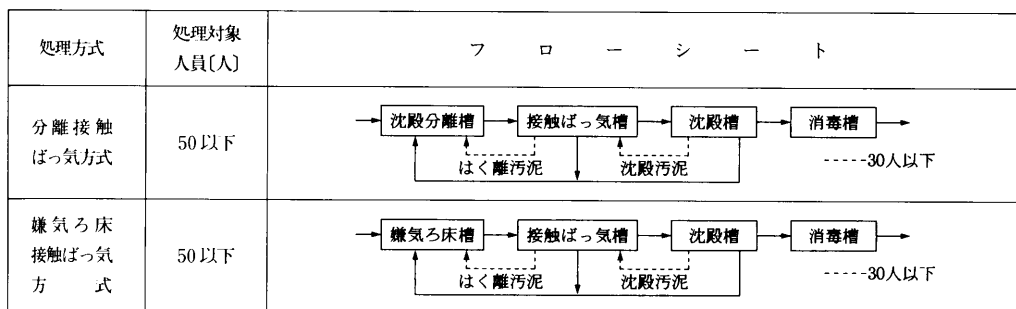 処理方式
処理対象
人員〔人〕
フローシート
分離接触
ばっ気方式
50以下
沈殿分離槽
接触ばっ気槽
沈殿槽
消毒槽
はく離汚泥
沈殿汚泥
-----30人以下
嫌気ろ床
接触ばっ気
方式
50以下
嫌気ろ床槽
接触ばっ気槽
沈殿槽
消毒槽
はく離汚泥
沈殿汚泥
-----30人以下